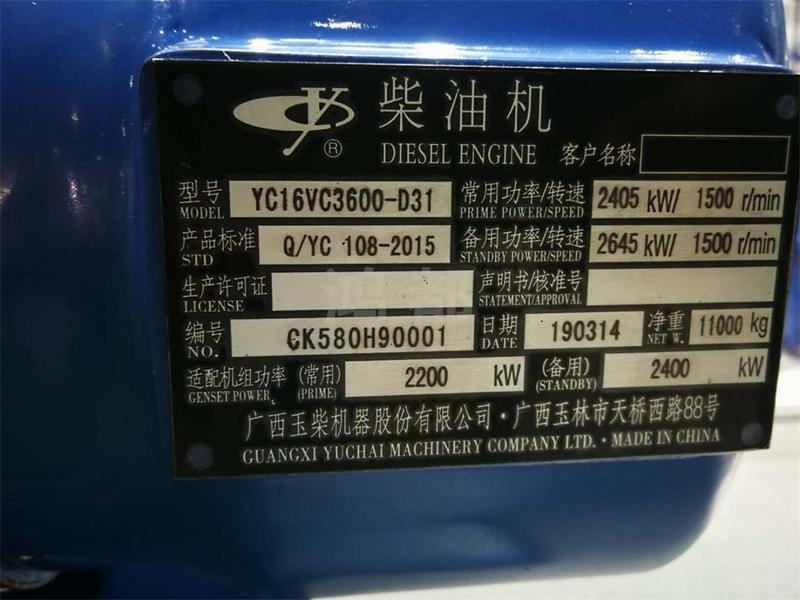 柴油机
DIESEL ENGINE 客户名称
®
型号 YC16VC3600-D31 常用功率/转速 2405 kW/ 1500 r/min
MODEL PRIME POWER/SPEED
产品标准 Q/YC 108-2015 备用功率/转速 2645 kW/ 1500 r/min
STD STANDBY POWER/SPEED
生产许可证 声明书/核准号
LICENSE STATEMENT/APPROVAL
编号 CK580H90001 日期 190314 净重 11000 kg
NO. DATE NET W.
适配机组功率 (常用) 2200 kW (备用) 2400 kW
GENSET POWER (PRIME) (STANDBY)
广西玉柴机器股份有限公司·广西玉林市天桥西路88号
GUANGXI YUCHAI MACHINERY COMPANY LTD. · MADE IN CHINA